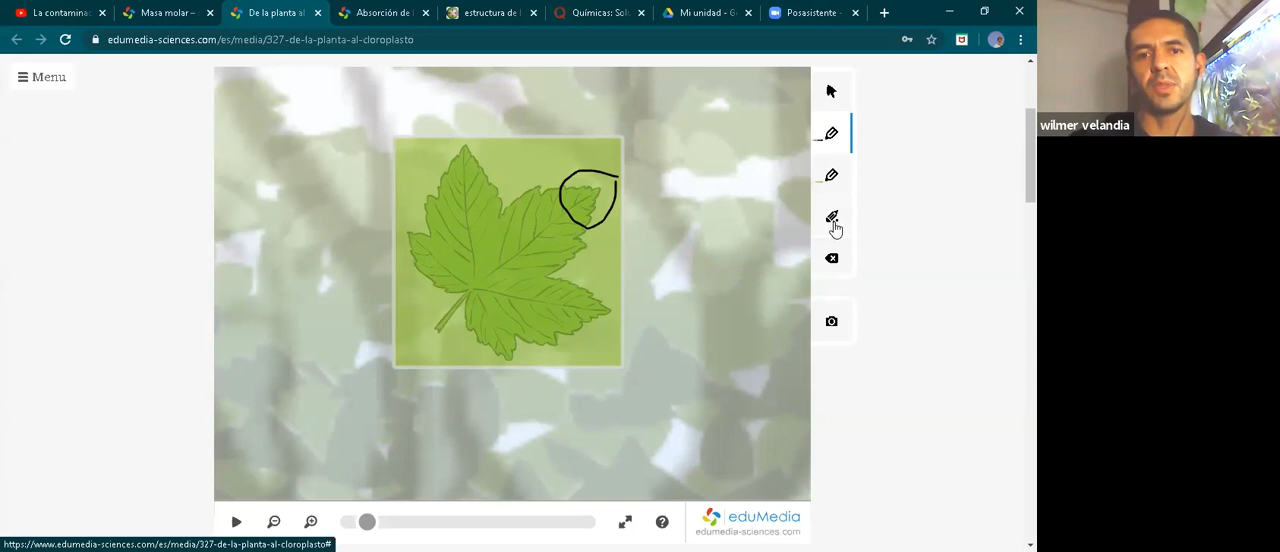 La contaminac
Masa molar –
De la planta al
Absorción de l
estructura de l
Químicas: Solu
Mi unidad - G
Posasistente -
edumedia-sciences.com/es/media/327-de-la-planta-al-cloroplasto
Menu
wilmer velandia
eduMedia
edumedia-sciences.com
https://www.edumedia-sciences.com/es/media/327-de-la-planta-al-cloroplasto#